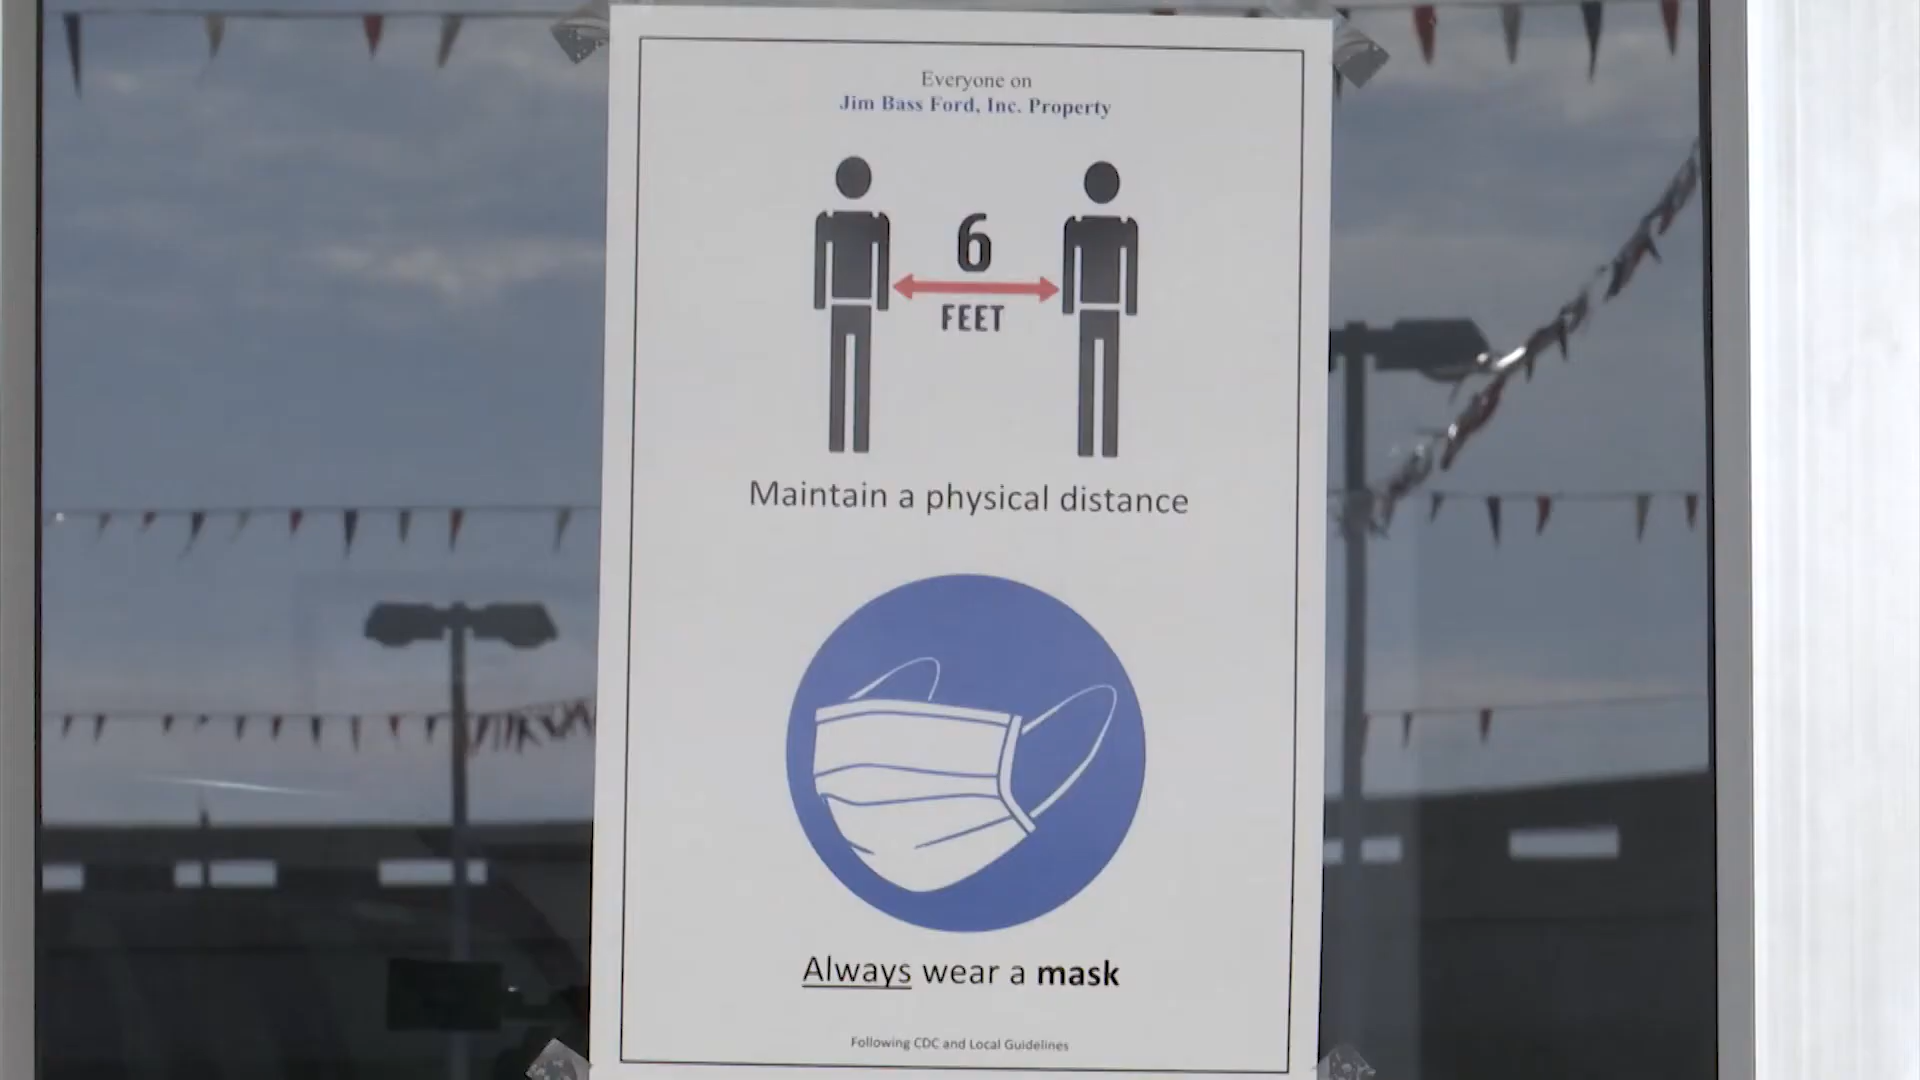 Everyone on
Jim Bass Ford, Inc. Property
6
FEET
Maintain a physical distance
Always wear a mask
Following CDC and Local Guidelines